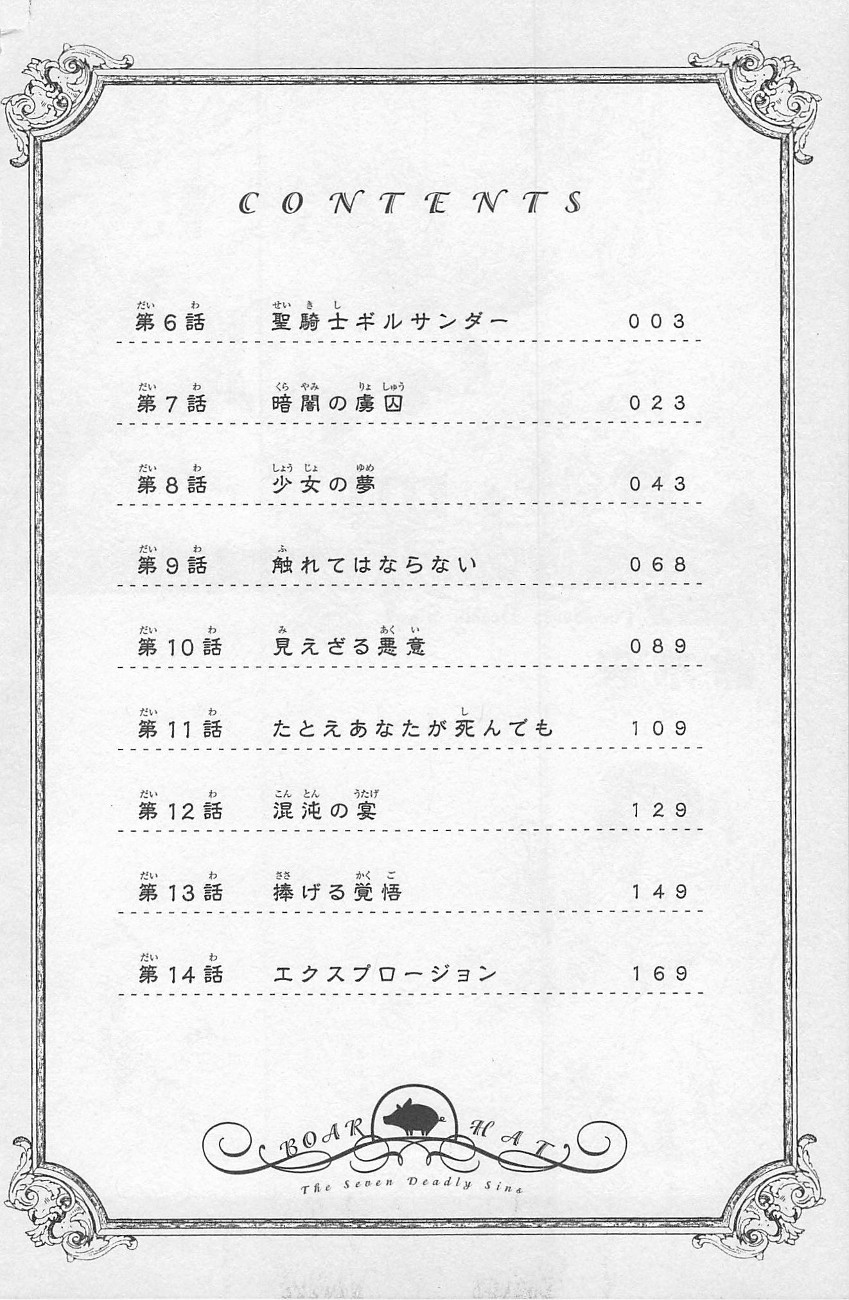 CONTENTS
第6話 聖騎士ギルサンダー 003
第7話 暗闇の虜囚 023
第8話 少女の夢 043
第9話 触れてはならない 068
第10話 見えざる悪意 089
第11話 たとえあなたが死んでも 109
第12話 混沌の宴 129
第13話 捧げる覚悟 149
第14話 エクスプロージョン 169
BOAR HAT
The Seven Deadly Sins